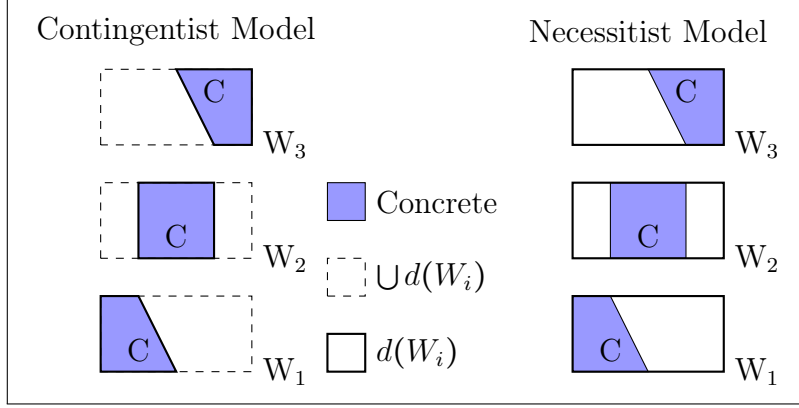 Contingentist Model
C
W₃
C
W₂
C
W₁
Concrete
⋃ d(Wᵢ)
d(Wᵢ)
Necessitist Model
C
W₃
C
W₂
C
W₁